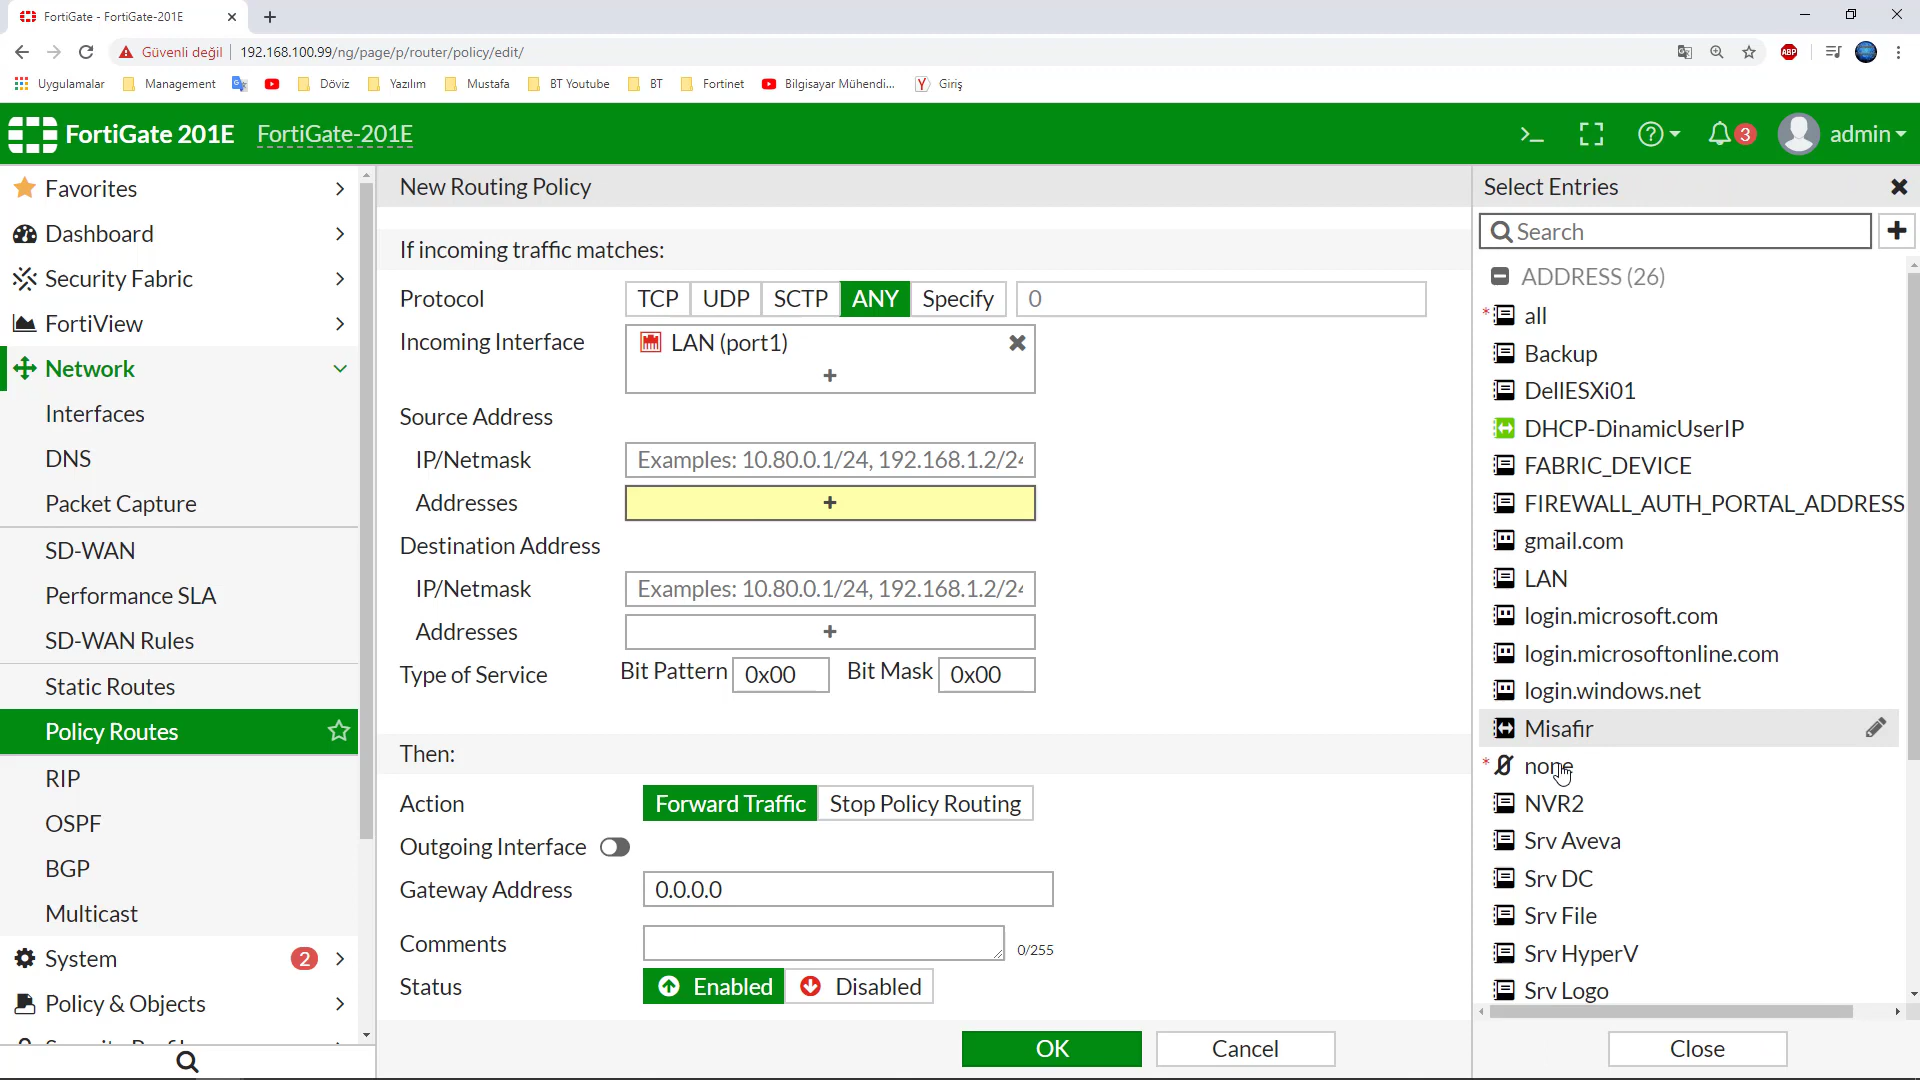 FortiGate - FortiGate-201E
Güvenli değil
192.168.100.99/ng/page/p/router/policy/edit/
ABP
Uygulamalar
Management
Döviz
Yazılım
Mustafa
BT Youtube
BT
Fortinet
Bilgisayar Mühendi...
Giriş
FortiGate 201E
FortiGate-201E
3
admin
Favorites
Dashboard
Security Fabric
FortiView
Network
Interfaces
DNS
Packet Capture
SD-WAN
Performance SLA
SD-WAN Rules
Static Routes
Policy Routes
RIP
OSPF
BGP
Multicast
System
2
Policy & Objects
New Routing Policy
If incoming traffic matches:
Protocol
TCP
UDP
SCTP
ANY
Specify
0
Incoming Interface
LAN (port1)
Source Address
IP/Netmask
Examples: 10.80.0.1/24, 192.168.1.2/24
Addresses
Destination Address
IP/Netmask
Examples: 10.80.0.1/24, 192.168.1.2/24
Addresses
Type of Service
Bit Pattern
0x00
Bit Mask
0x00
Then:
Action
Forward Traffic
Stop Policy Routing
Outgoing Interface
Gateway Address
0.0.0.0
Comments
0/255
Status
Enabled
Disabled
OK
Cancel
Select Entries
Search
ADDRESS (26)
all
Backup
DellESXi01
DHCP-DinamicUserIP
FABRIC_DEVICE
FIREWALL_AUTH_PORTAL_ADDRESS
gmail.com
LAN
login.microsoft.com
login.microsoftonline.com
login.windows.net
Misafir
none
NVR2
Srv Aveva
Srv DC
Srv File
Srv HyperV
Srv Logo
Close